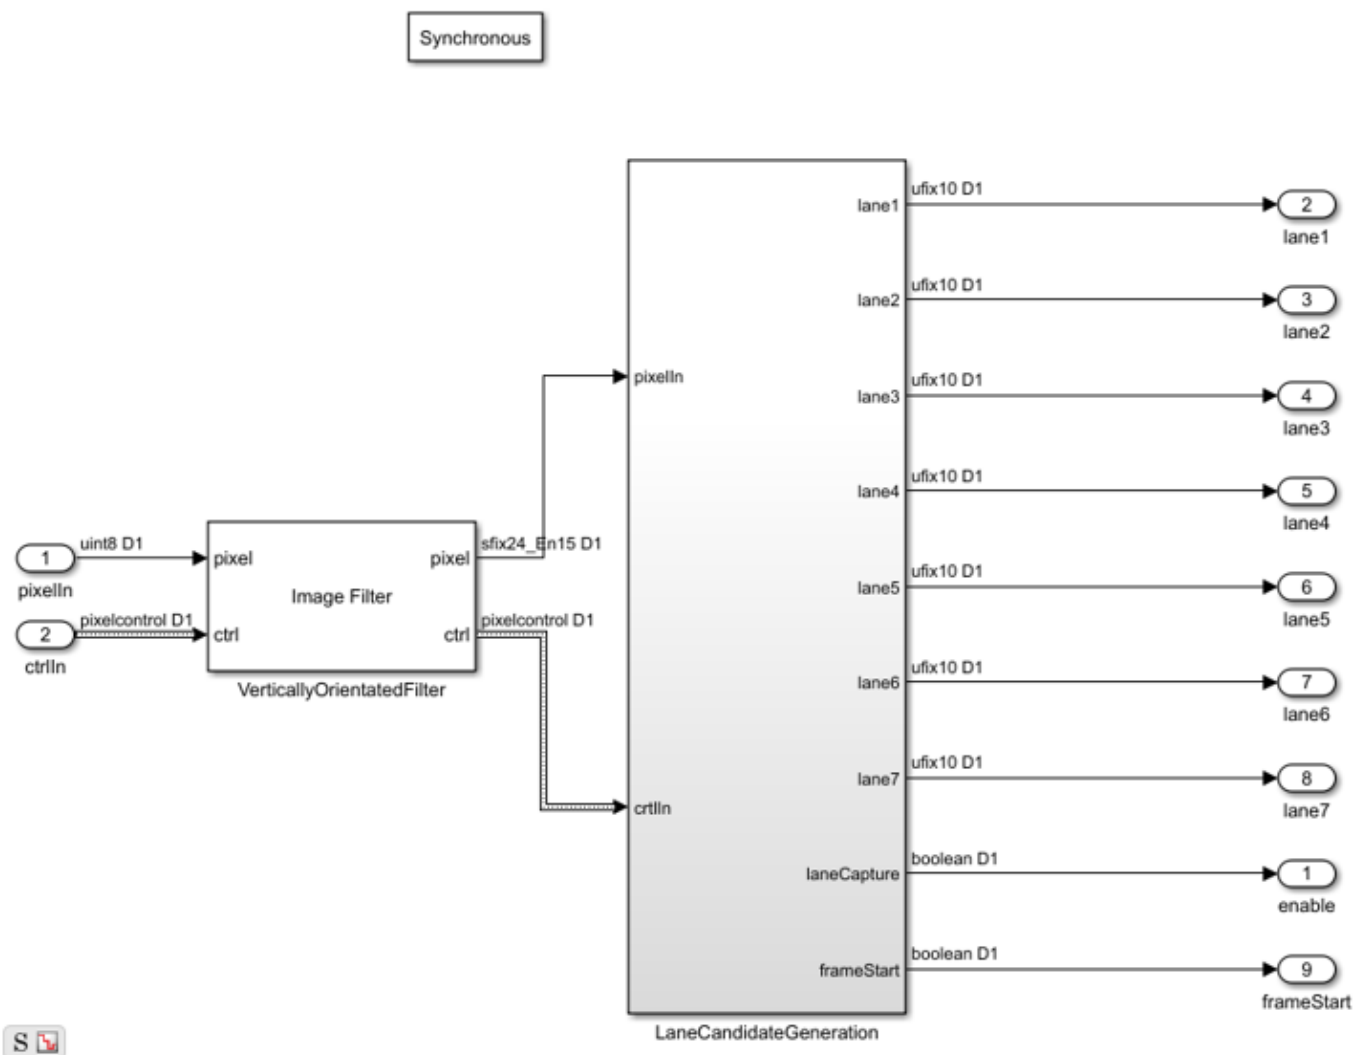 Synchronous
ufix10 D1
lane1
2
lane1
ufix10 D1
lane2
3
lane2
pixelIn
ufix10 D1
lane3
4
lane3
ufix10 D1
lane4
5
lane4
1
pixelIn
uint8 D1
pixel
Image Filter
pixel
sfix24_En15 D1
2
ctrlIn
pixelcontrol D1
ctrl
ctrl
pixelcontrol D1
VerticallyOrientatedFilter
ufix10 D1
lane5
6
lane5
ufix10 D1
lane6
7
lane6
ufix10 D1
lane7
8
lane7
crtlIn
boolean D1
laneCapture
1
enable
boolean D1
frameStart
9
frameStart
LaneCandidateGeneration
S